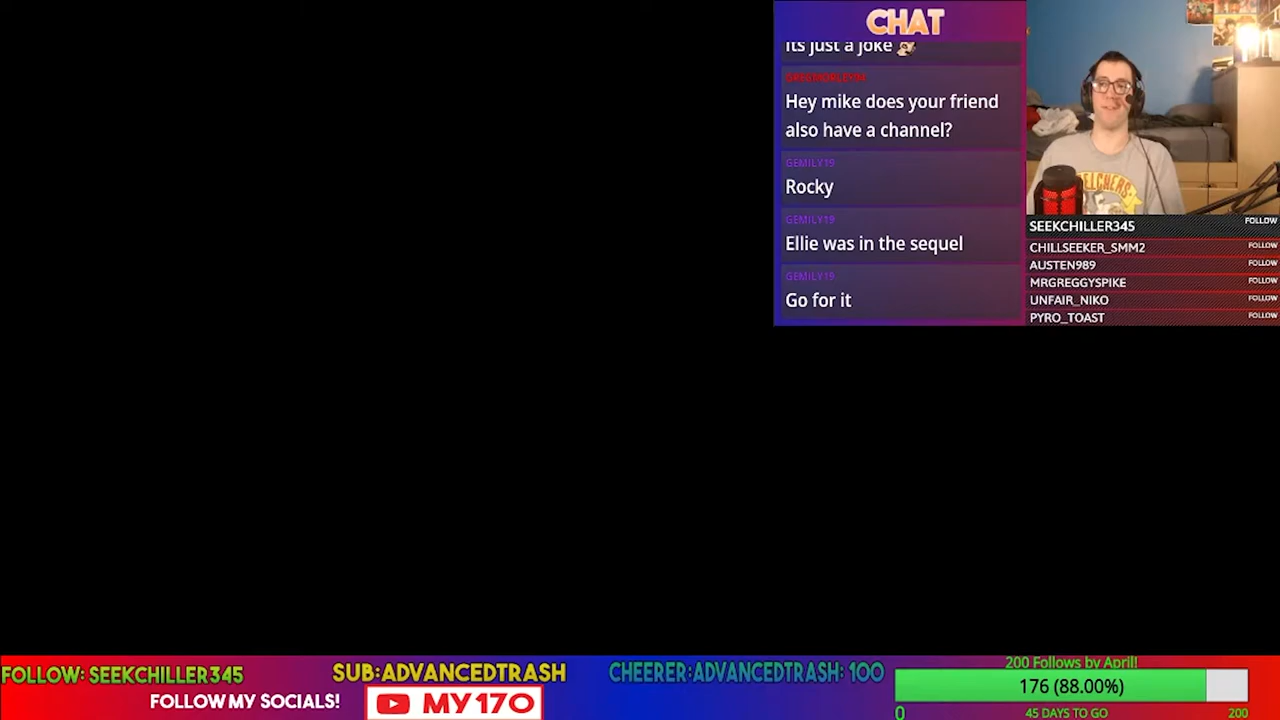 CHAT
its just a joke
GREGMORLEY94
Hey mike does your friend
also have a channel?
GEMILY19
Rocky
GEMILY19
Ellie was in the sequel
GEMILY19
Go for it
SEEKCHILLER345 FOLLOW
CHILLSEEKER_SMM2 FOLLOW
AUSTEN989 FOLLOW
MRGREGGYSPIKE FOLLOW
UNFAIR_NIKO FOLLOW
PYRO_TOAST FOLLOW
FOLLOW: SEEKCHILLER345
SUB:ADVANCEDTRASH
CHEERER:ADVANCEDTRASH: 100
FOLLOW MY SOCIALS!
MY170
200 Follows by April!
176 (88.00%)
0 45 DAYS TO GO 200